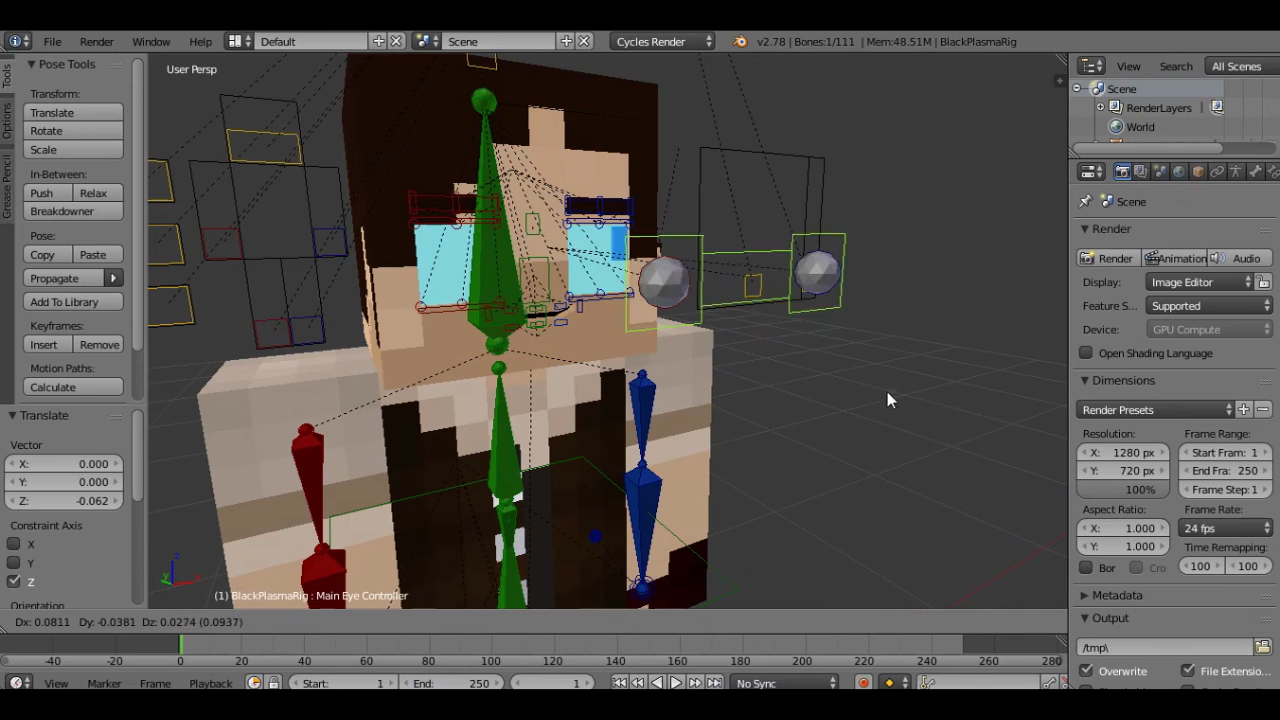 File Render Window Help Default Scene Cycles Render v2.78 | Bones:1/111 | Mem:48.51M | BlackPlasmaRig
Tools
Options
Grease Pencil
Pose Tools
Transform:
Translate
Rotate
Scale
In-Between:
Push Relax
Breakdowner
Pose:
Copy Paste
Propagate
Add To Library
Keyframes:
Insert Remove
Motion Paths:
Calculate
Translate
Vector
X: 0.000
Y: 0.000
Z: -0.062
Constraint Axis
X
Y
Z
Orientation
User Persp
(1) BlackPlasmaRig : Main Eye Controller
Dx: 0.0811 Dy: -0.0381 Dz: 0.0274 (0.0937)
View Search All Scenes
Scene
RenderLayers
World
Scene
Render
Render Animation Audio
Display: Image Editor
Feature S... Supported
Device: GPU Compute
Open Shading Language
Dimensions
Render Presets
Resolution: Frame Range:
X: 1280 px Start Fram: 1
Y: 720 px End Fra: 250
100% Frame Step:1
Aspect Ratio: Frame Rate:
X: 1.000 24 fps
Y: 1.000 Time Remapping:
Bor Cro 100 100
Metadata
Output
/tmp\
Overwrite File Extensio...
-40 -20 0 20 40 60 80 100 120 140 160 180 200 220 240 260 280
View Marker Frame Playback Start: 1 End: 250 1 No Sync